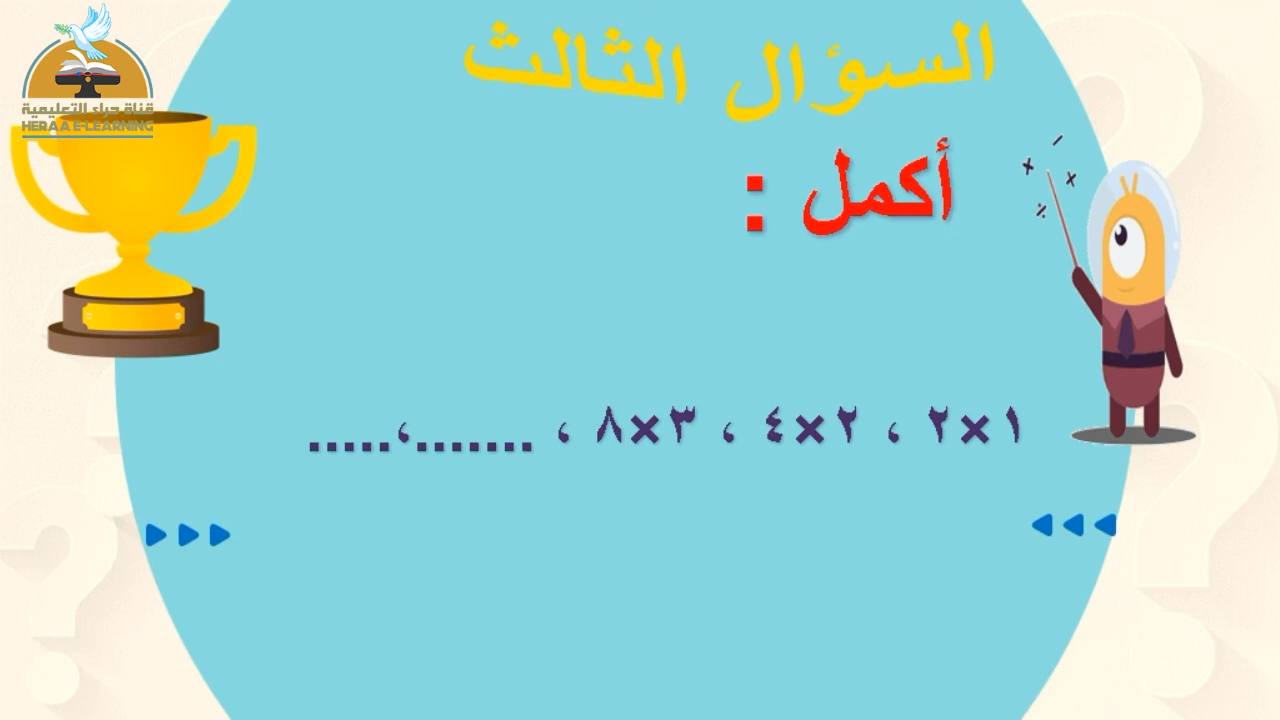 قناة حراء التعليمية
HERAA E-LEARNING
السؤال الثالث
أكمل :
١×٢ ، ٢×٤ ، ٣×٨ ، .......،.....